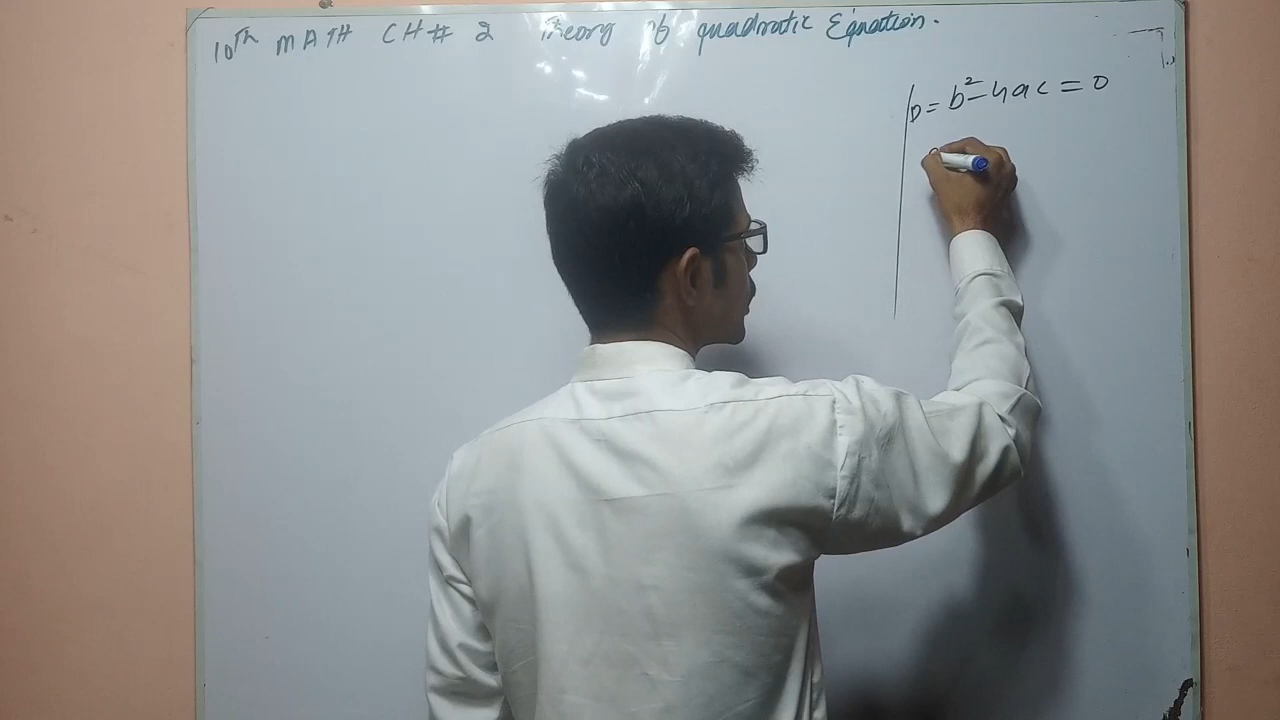 10Th MATH CH# 2 Theory of quadratic Equation.
D = b²-4ac = 0